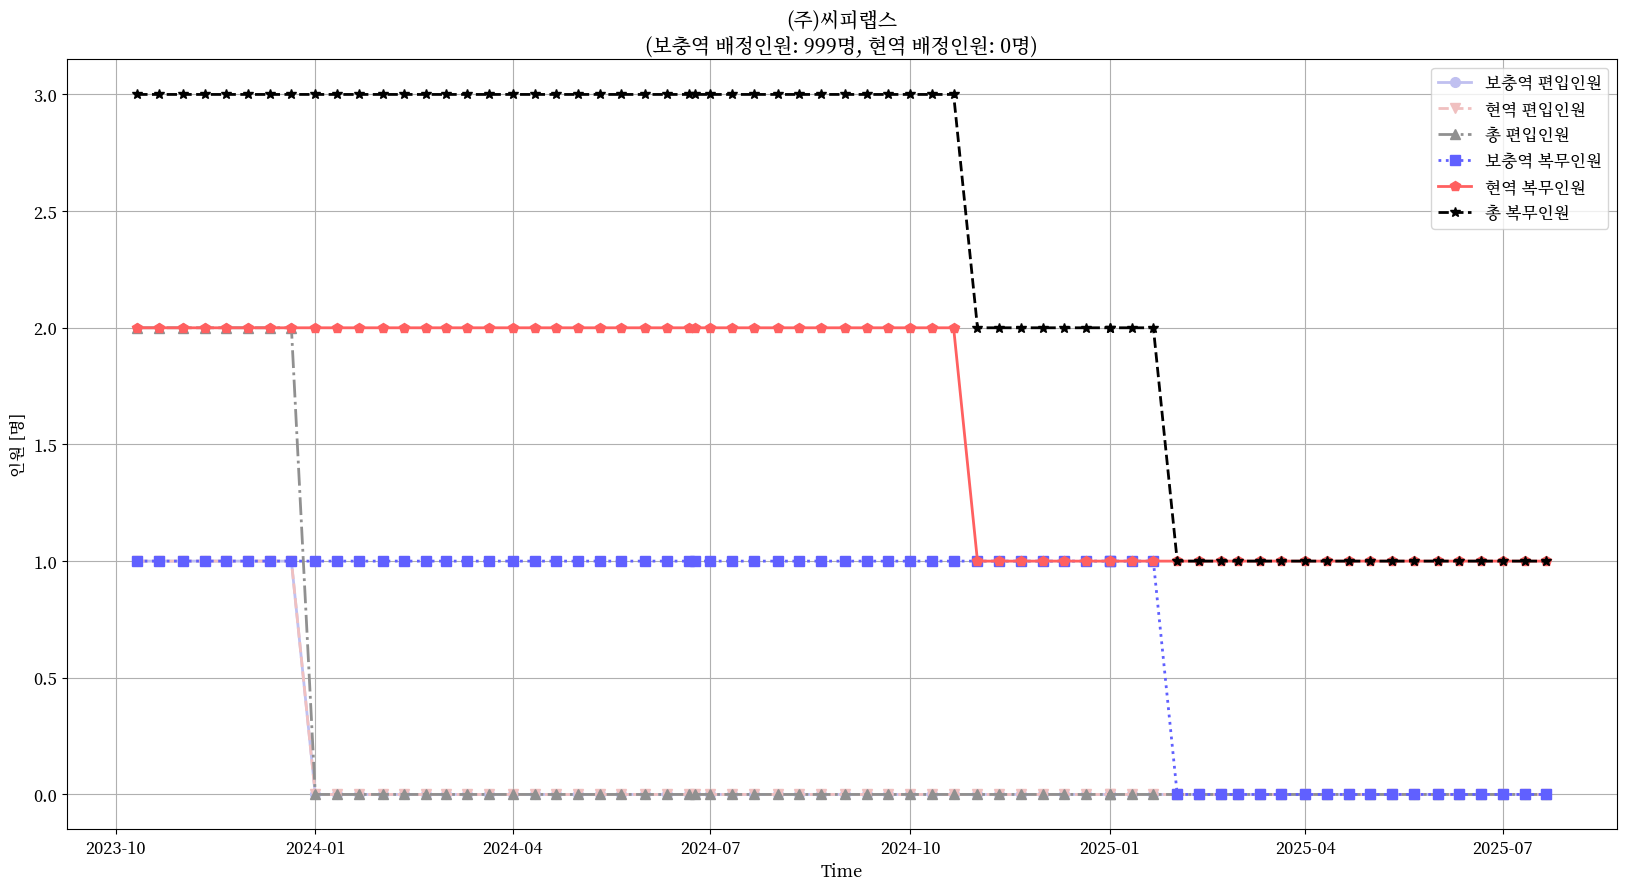 (주)씨피랩스
(보충역 배정인원: 999명, 현역 배정인원: 0명)
보충역 편입인원
현역 편입인원
총 편입인원
보충역 복무인원
현역 복무인원
총 복무인원
인원 [명]
3.0
2.5
2.0
1.5
1.0
0.5
0.0
2023-10
2024-01
2024-04
2024-07
2024-10
2025-01
2025-04
2025-07
Time